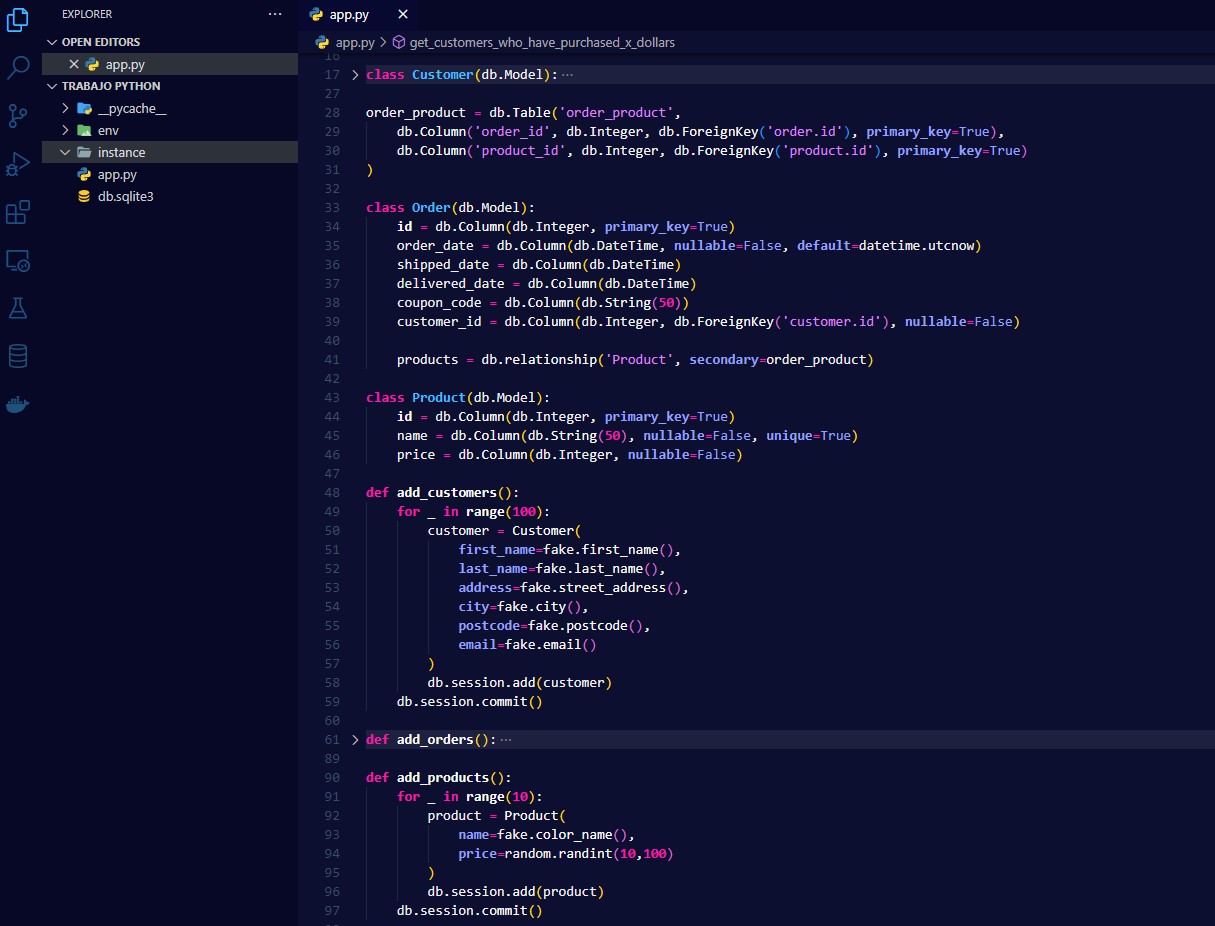 EXPLORER ···
OPEN EDITORS
app.py
TRABAJO PYTHON
__pycache__
env
instance
app.py
db.sqlite3
app.py
app.py > get_customers_who_have_purchased_x_dollars
16
17 class Customer(db.Model):···
27
28 order_product = db.Table('order_product',
29     db.Column('order_id', db.Integer, db.ForeignKey('order.id'), primary_key=True),
30     db.Column('product_id', db.Integer, db.ForeignKey('product.id'), primary_key=True)
31 )
32
33 class Order(db.Model):
34     id = db.Column(db.Integer, primary_key=True)
35     order_date = db.Column(db.DateTime, nullable=False, default=datetime.utcnow)
36     shipped_date = db.Column(db.DateTime)
37     delivered_date = db.Column(db.DateTime)
38     coupon_code = db.Column(db.String(50))
39     customer_id = db.Column(db.Integer, db.ForeignKey('customer.id'), nullable=False)
40
41     products = db.relationship('Product', secondary=order_product)
42
43 class Product(db.Model):
44     id = db.Column(db.Integer, primary_key=True)
45     name = db.Column(db.String(50), nullable=False, unique=True)
46     price = db.Column(db.Integer, nullable=False)
47
48 def add_customers():
49     for _ in range(100):
50         customer = Customer(
51             first_name=fake.first_name(),
52             last_name=fake.last_name(),
53             address=fake.street_address(),
54             city=fake.city(),
55             postcode=fake.postcode(),
56             email=fake.email()
57         )
58         db.session.add(customer)
59     db.session.commit()
60
61 def add_orders():···
89
90 def add_products():
91     for _ in range(10):
92         product = Product(
93             name=fake.color_name(),
94             price=random.randint(10,100)
95         )
96         db.session.add(product)
97     db.session.commit()